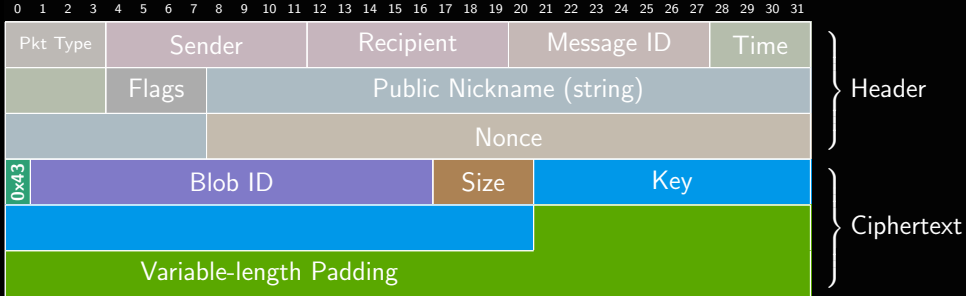 0 1 2 3 4 5 6 7 8 9 10 11 12 13 14 15 16 17 18 19 20 21 22 23 24 25 26 27 28 29 30 31
Pkt Type Sender Recipient Message ID Time
Flags Public Nickname (string) Header
Nonce
0x43 Blob ID Size Key
Ciphertext
Variable-length Padding